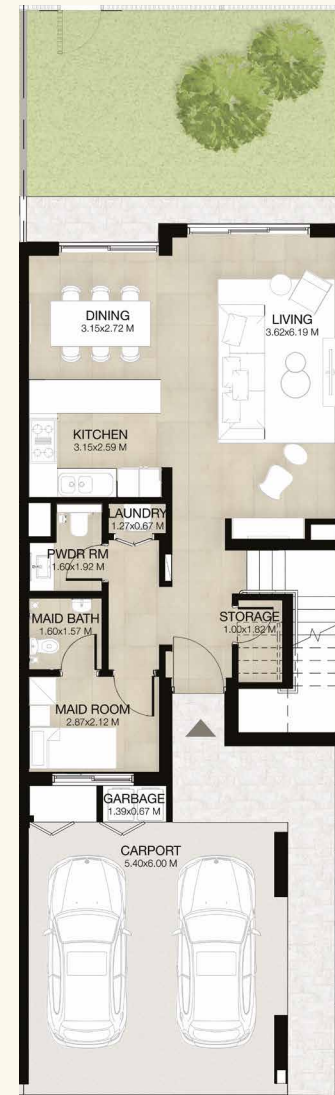 DINING
3.15x2.72 M
LIVING
3.62x6.19 M
KITCHEN
3.15x2.59 M
LAUNDRY
1.27x0.67 M
PWDR RM
1.60x1.92 M
MAID BATH
1.60x1.57 M
STORAGE
1.00x1.82 M
MAID ROOM
2.87x2.12 M
GARBAGE
1.39x0.67 M
CARPORT
5.40x6.00 M